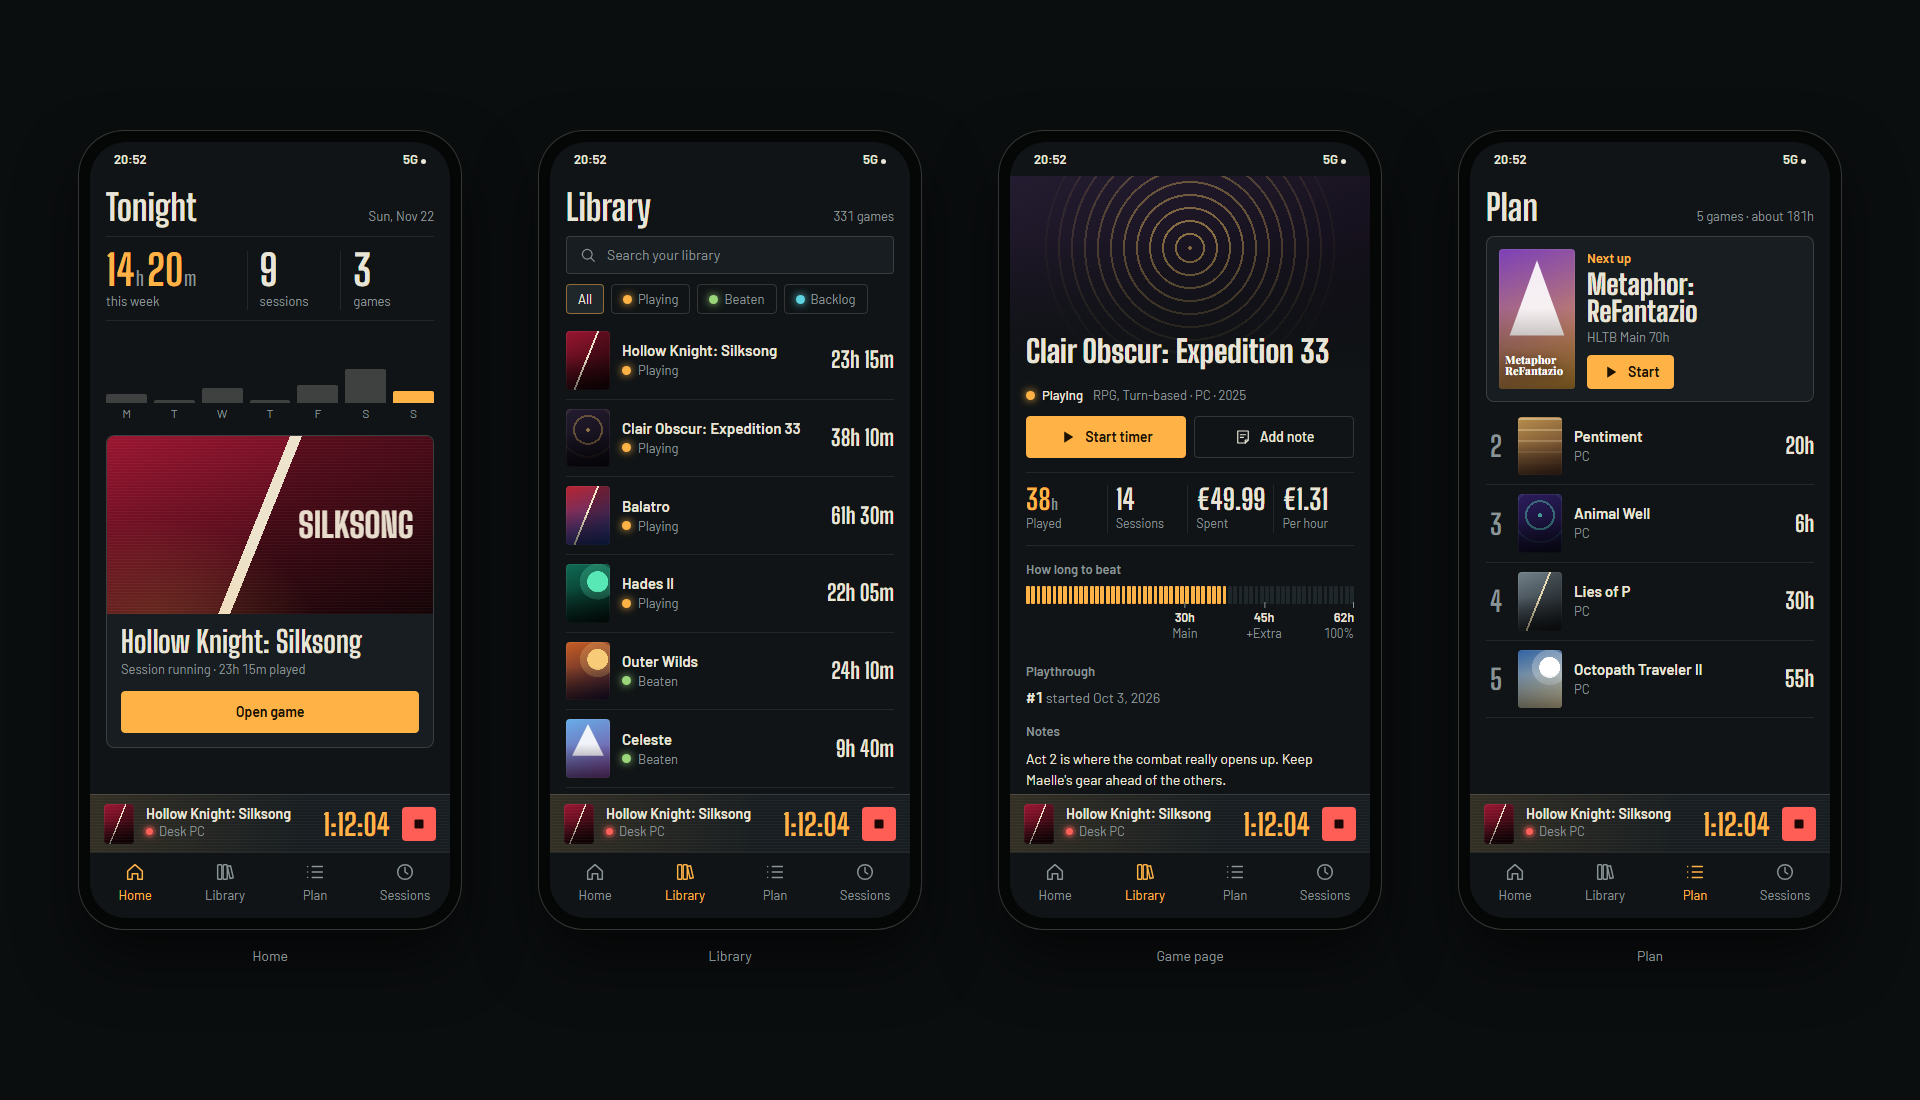 20:52
5G
Tonight
Sun, Nov 22
14h 20m
this week
9
sessions
3
games
M T W T F S S
SILKSONG
Hollow Knight: Silksong
Session running · 23h 15m played
Open game
Hollow Knight: Silksong
Desk PC
1:12:04
Home Library Plan Sessions
Home
20:52
5G
Library
331 games
Search your library
All Playing Beaten Backlog
Hollow Knight: Silksong
Playing
23h 15m
Clair Obscur: Expedition 33
Playing
38h 10m
Balatro
Playing
61h 30m
Hades II
Playing
22h 05m
Outer Wilds
Beaten
24h 10m
Celeste
Beaten
9h 40m
Hollow Knight: Silksong
Desk PC
1:12:04
Home Library Plan Sessions
Library
20:52
5G
Clair Obscur: Expedition 33
Playing RPG, Turn-based · PC · 2025
Start timer
Add note
38h
Played
14
Sessions
€49.99
Spent
€1.31
Per hour
How long to beat
30h 45h 62h
Main +Extra 100%
Playthrough
#1 started Oct 3, 2026
Notes
Act 2 is where the combat really opens up. Keep
Maelle's gear ahead of the others.
Hollow Knight: Silksong
Desk PC
1:12:04
Home Library Plan Sessions
Game page
20:52
5G
Plan
5 games · about 181h
Metaphor
ReFantazio
Next up
Metaphor:
ReFantazio
HLTB Main 70h
Start
2
Pentiment
PC
20h
3
Animal Well
PC
6h
4
Lies of P
PC
30h
5
Octopath Traveler II
PC
55h
Hollow Knight: Silksong
Desk PC
1:12:04
Home Library Plan Sessions
Plan